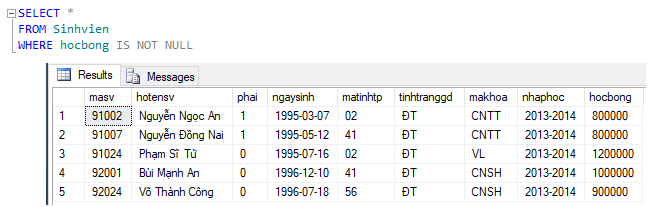 SELECT *
FROM Sinhvien
WHERE hocbong IS NOT NULL
Results Messages
masv hotensv phai ngaysinh matinhtp tinhtranggd makhoa nhaphoc hocbong
1 91002 Nguyễn Ngọc An 1 1995-03-07 02 ĐT CNTT 2013-2014 800000
2 91007 Nguyễn Đồng Nai 1 1995-05-12 41 ĐT CNTT 2013-2014 800000
3 91024 Phạm Sĩ Tử 0 1995-07-16 02 ĐT VL 2013-2014 1200000
4 92001 Bùi Mạnh An 0 1996-12-10 41 ĐT CNSH 2013-2014 1000000
5 92024 Võ Thành Công 0 1996-07-18 56 ĐT CNSH 2013-2014 900000